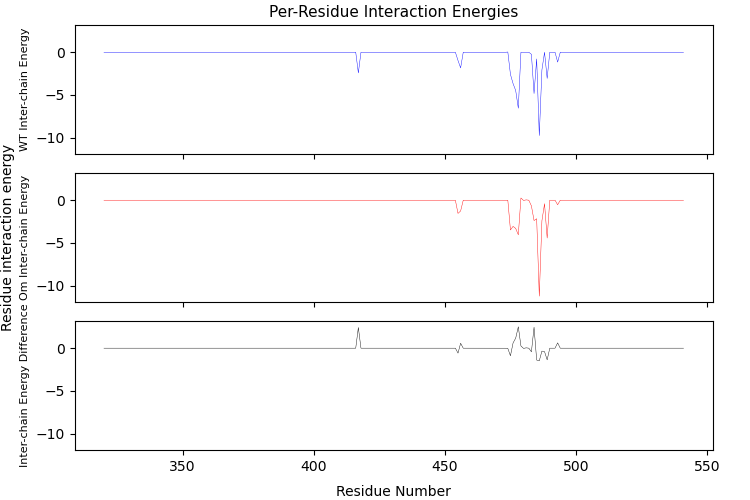 Per-Residue Interaction Energies
WT Inter-chain Energy
0
−5
−10
Residue interaction energy
Om Inter-chain Energy
0
−5
−10
Inter-chain Energy Difference
0
−5
−10
350
400
450
500
550
Residue Number